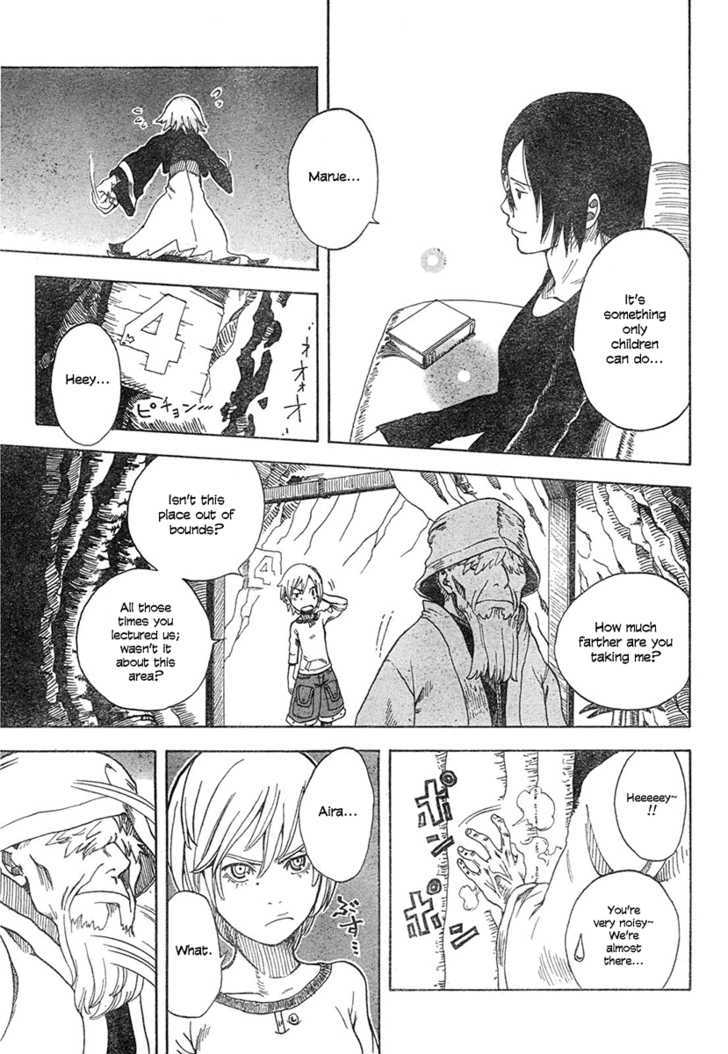 It's
something
only
children
can do...
Marue...
4
Heey...
オオオオ
ピチョン
How much
farther are you
taking me?
4
Isn't this
place out of
bounds?
All those
times you
lectured us;
wasn't it
about this
area?
Heeeeey~
!!
ポンポン
You're
very noisy~
We're
almost
there...
Aira...
ぶすっ…
What.